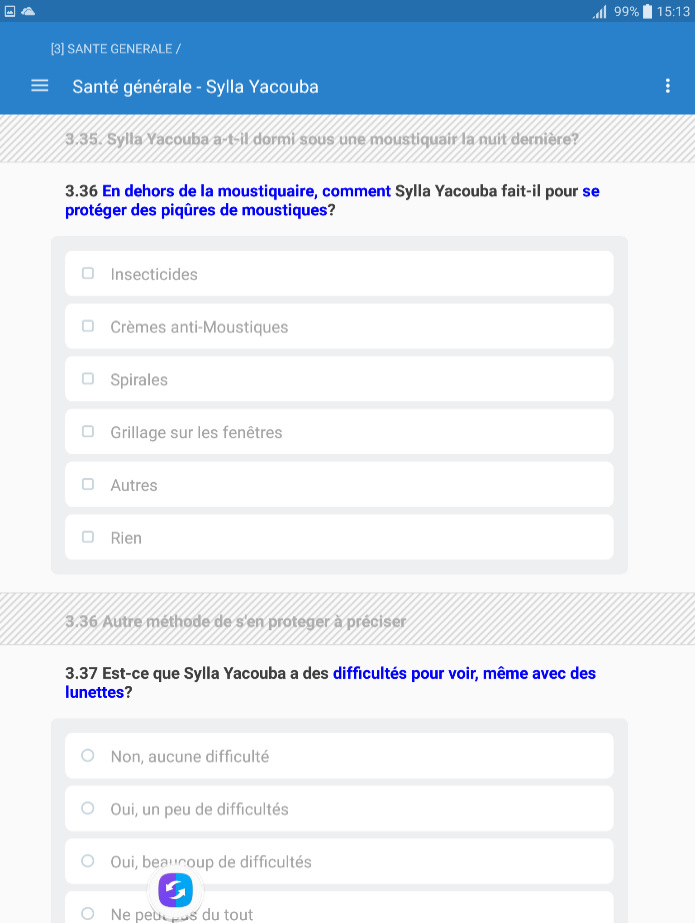 99% 15:13
[3] SANTE GENERALE /
Santé générale - Sylla Yacouba
3.35. Sylla Yacouba a-t-il dormi sous une moustiquair la nuit dernière?
3.36 En dehors de la moustiquaire, comment Sylla Yacouba fait-il pour se
protéger des piqûres de moustiques?
Insecticides
Crèmes anti-Moustiques
Spirales
Grillage sur les fenêtres
Autres
Rien
3.36 Autre méthode de s'en proteger à préciser
3.37 Est-ce que Sylla Yacouba a des difficultés pour voir, même avec des
lunettes?
Non, aucune difficulté
Oui, un peu de difficultés
Oui, beaucoup de difficultés
Ne peut pas du tout